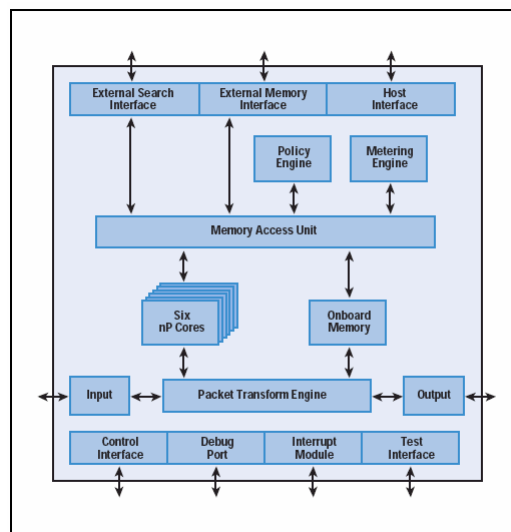 External Search
Interface
External Memory
Interface
Host
Interface
Policy
Engine
Metering
Engine
Memory Access Unit
Six
nP Cores
Onboard
Memory
Input
Packet Transform Engine
Output
Control
Interface
Debug
Port
Interrupt
Module
Test
Interface